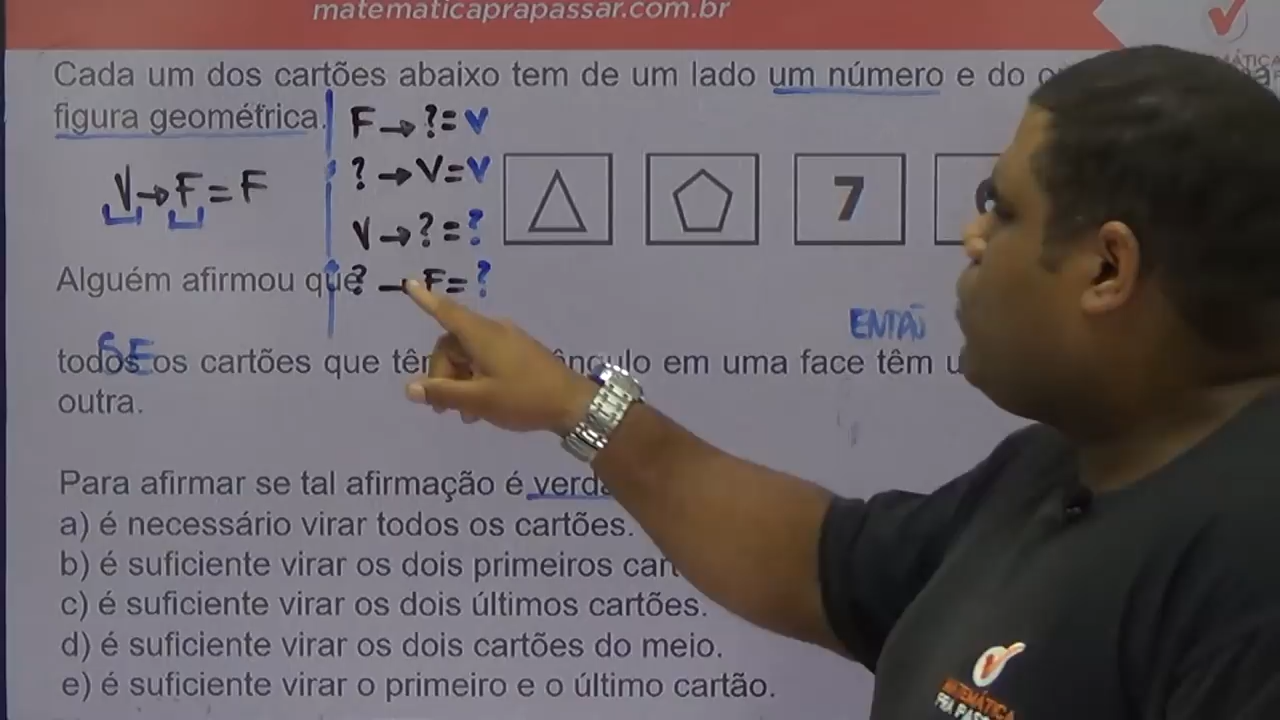 matematicaprapassar.com.br
Cada um dos cartões abaixo tem de um lado um número e do
figura geométrica.
F → ? = V
? → V = V
V → F = F
V → ? = ?
7
Alguém afirmou que
? → F = ?
SE
ENTÃO
todos os cartões que em uma face têm
outra.
Para afirmar se tal afirmação é
a) é necessário virar todos os cartões.
b) é suficiente virar os dois primeiros
c) é suficiente virar os dois últimos cartões.
d) é suficiente virar os dois cartões do meio.
e) é suficiente virar o primeiro e o último cartão.
MATEMÁTICA
PRA PASSAR